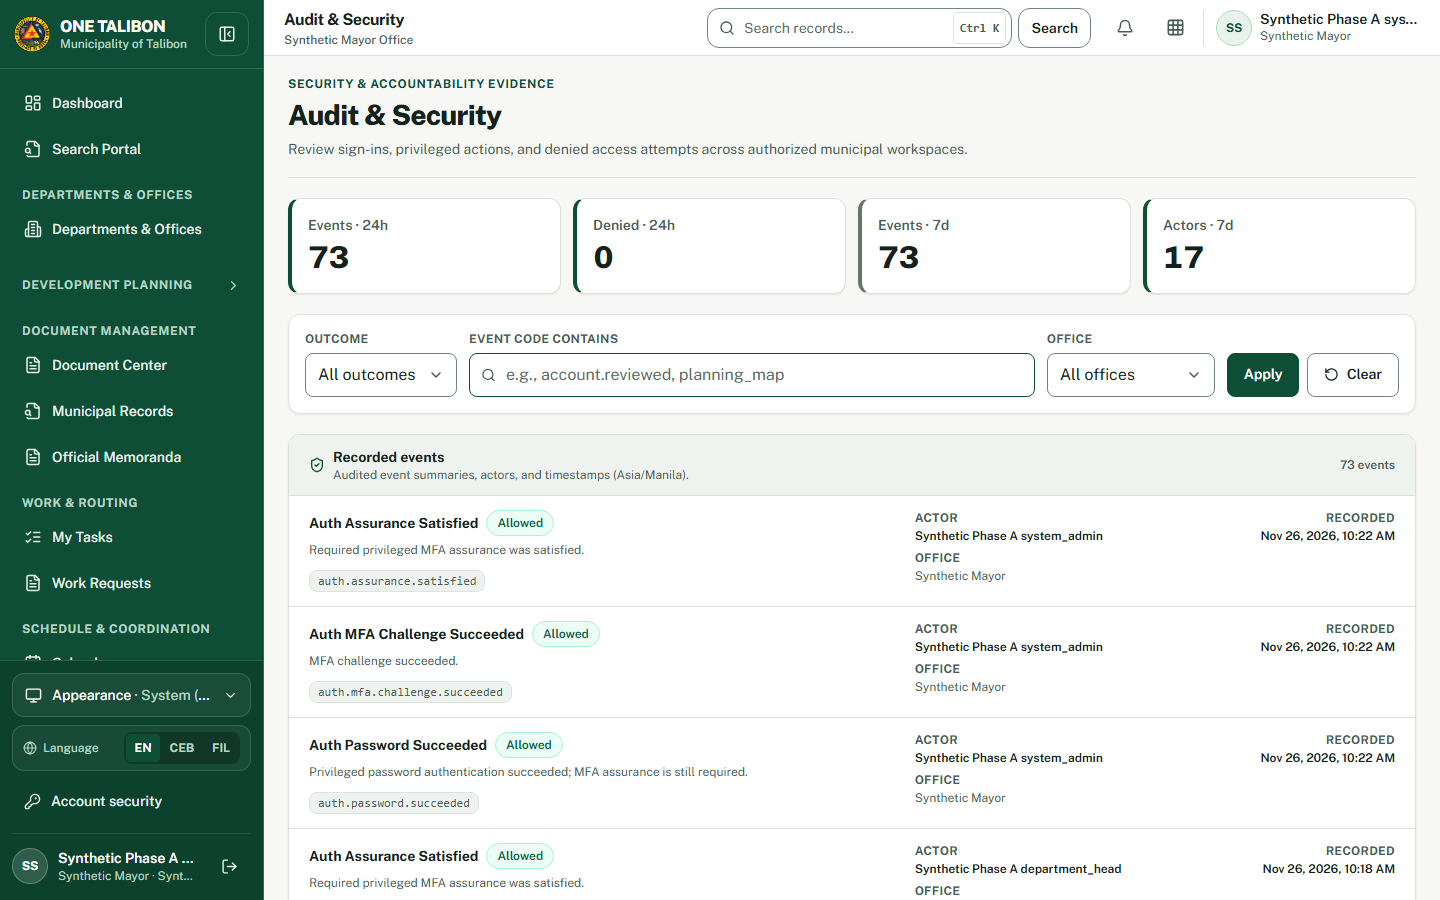 ONE TALIBON
Municipality of Talibon
Dashboard
Search Portal
DEPARTMENTS & OFFICES
Departments & Offices
DEVELOPMENT PLANNING
DOCUMENT MANAGEMENT
Document Center
Municipal Records
Official Memoranda
WORK & ROUTING
My Tasks
Work Requests
SCHEDULE & COORDINATION
Appearance · System (...
Language EN CEB FIL
Account security
SS
Synthetic Phase A ...
Synthetic Mayor · Synt...
Audit & Security
Synthetic Mayor Office
Search records... Ctrl K
Search
SS
Synthetic Phase A sys...
Synthetic Mayor
SECURITY & ACCOUNTABILITY EVIDENCE
Audit & Security
Review sign-ins, privileged actions, and denied access attempts across authorized municipal workspaces.
Events · 24h
73
Denied · 24h
0
Events · 7d
73
Actors · 7d
17
OUTCOME
All outcomes
EVENT CODE CONTAINS
e.g., account.reviewed, planning_map
OFFICE
All offices
Apply
Clear
Recorded events
Audited event summaries, actors, and timestamps (Asia/Manila).
73 events
Auth Assurance Satisfied Allowed
Required privileged MFA assurance was satisfied.
auth.assurance.satisfied
ACTOR
Synthetic Phase A system_admin
OFFICE
Synthetic Mayor
RECORDED
Nov 26, 2026, 10:22 AM
Auth MFA Challenge Succeeded Allowed
MFA challenge succeeded.
auth.mfa.challenge.succeeded
ACTOR
Synthetic Phase A system_admin
OFFICE
Synthetic Mayor
RECORDED
Nov 26, 2026, 10:22 AM
Auth Password Succeeded Allowed
Privileged password authentication succeeded; MFA assurance is still required.
auth.password.succeeded
ACTOR
Synthetic Phase A system_admin
OFFICE
Synthetic Mayor
RECORDED
Nov 26, 2026, 10:22 AM
Auth Assurance Satisfied Allowed
Required privileged MFA assurance was satisfied.
ACTOR
Synthetic Phase A department_head
OFFICE
RECORDED
Nov 26, 2026, 10:18 AM